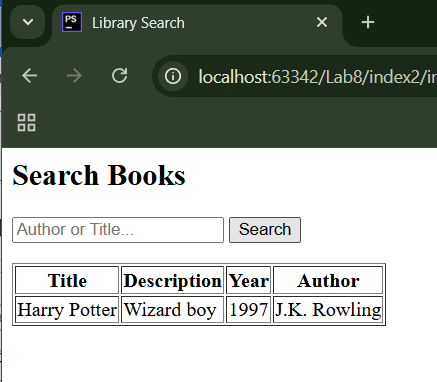 PS Library Search
localhost:63342/Lab8/index2/
Search Books
Author or Title...
Search
Title Description Year Author
Harry Potter Wizard boy 1997 J.K. Rowling